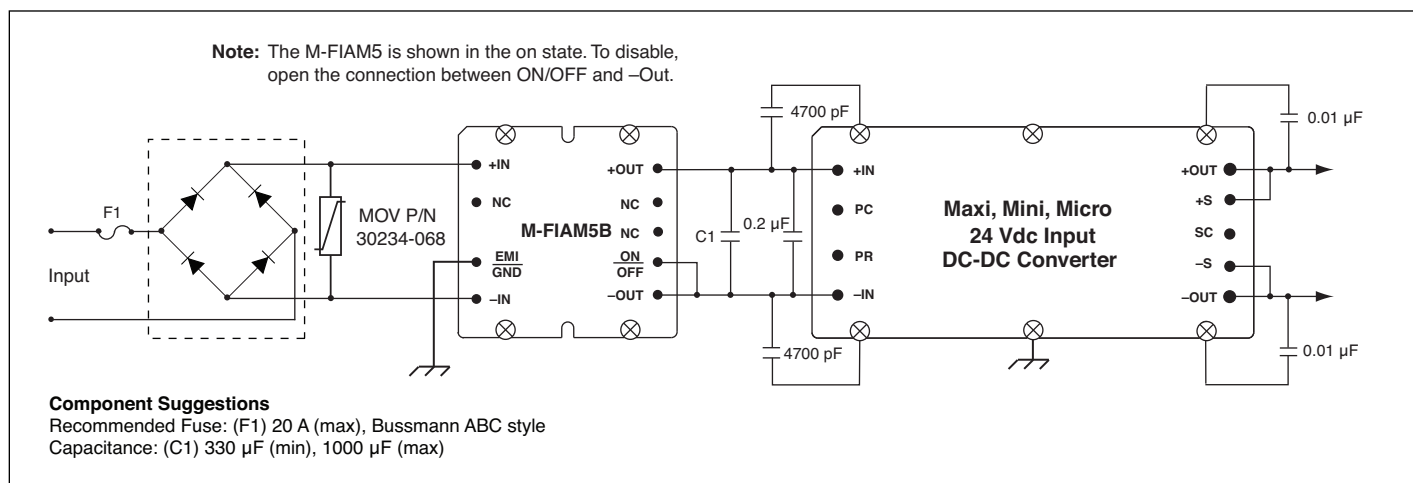 Note: The M-FIAM5 is shown in the on state. To disable,
open the connection between ON/OFF and –Out.
F1
Input
MOV P/N
30234-068
+IN
NC
EMI
GND
–IN
M-FIAM5B
+OUT
NC
NC
ON
OFF
–OUT
4700 pF
C1
0.2 µF
4700 pF
+IN
PC
PR
–IN
Maxi, Mini, Micro
24 Vdc Input
DC-DC Converter
+OUT
+S
SC
–S
–OUT
0.01 µF
0.01 µF
Component Suggestions
Recommended Fuse: (F1) 20 A (max), Bussmann ABC style
Capacitance: (C1) 330 µF (min), 1000 µF (max)